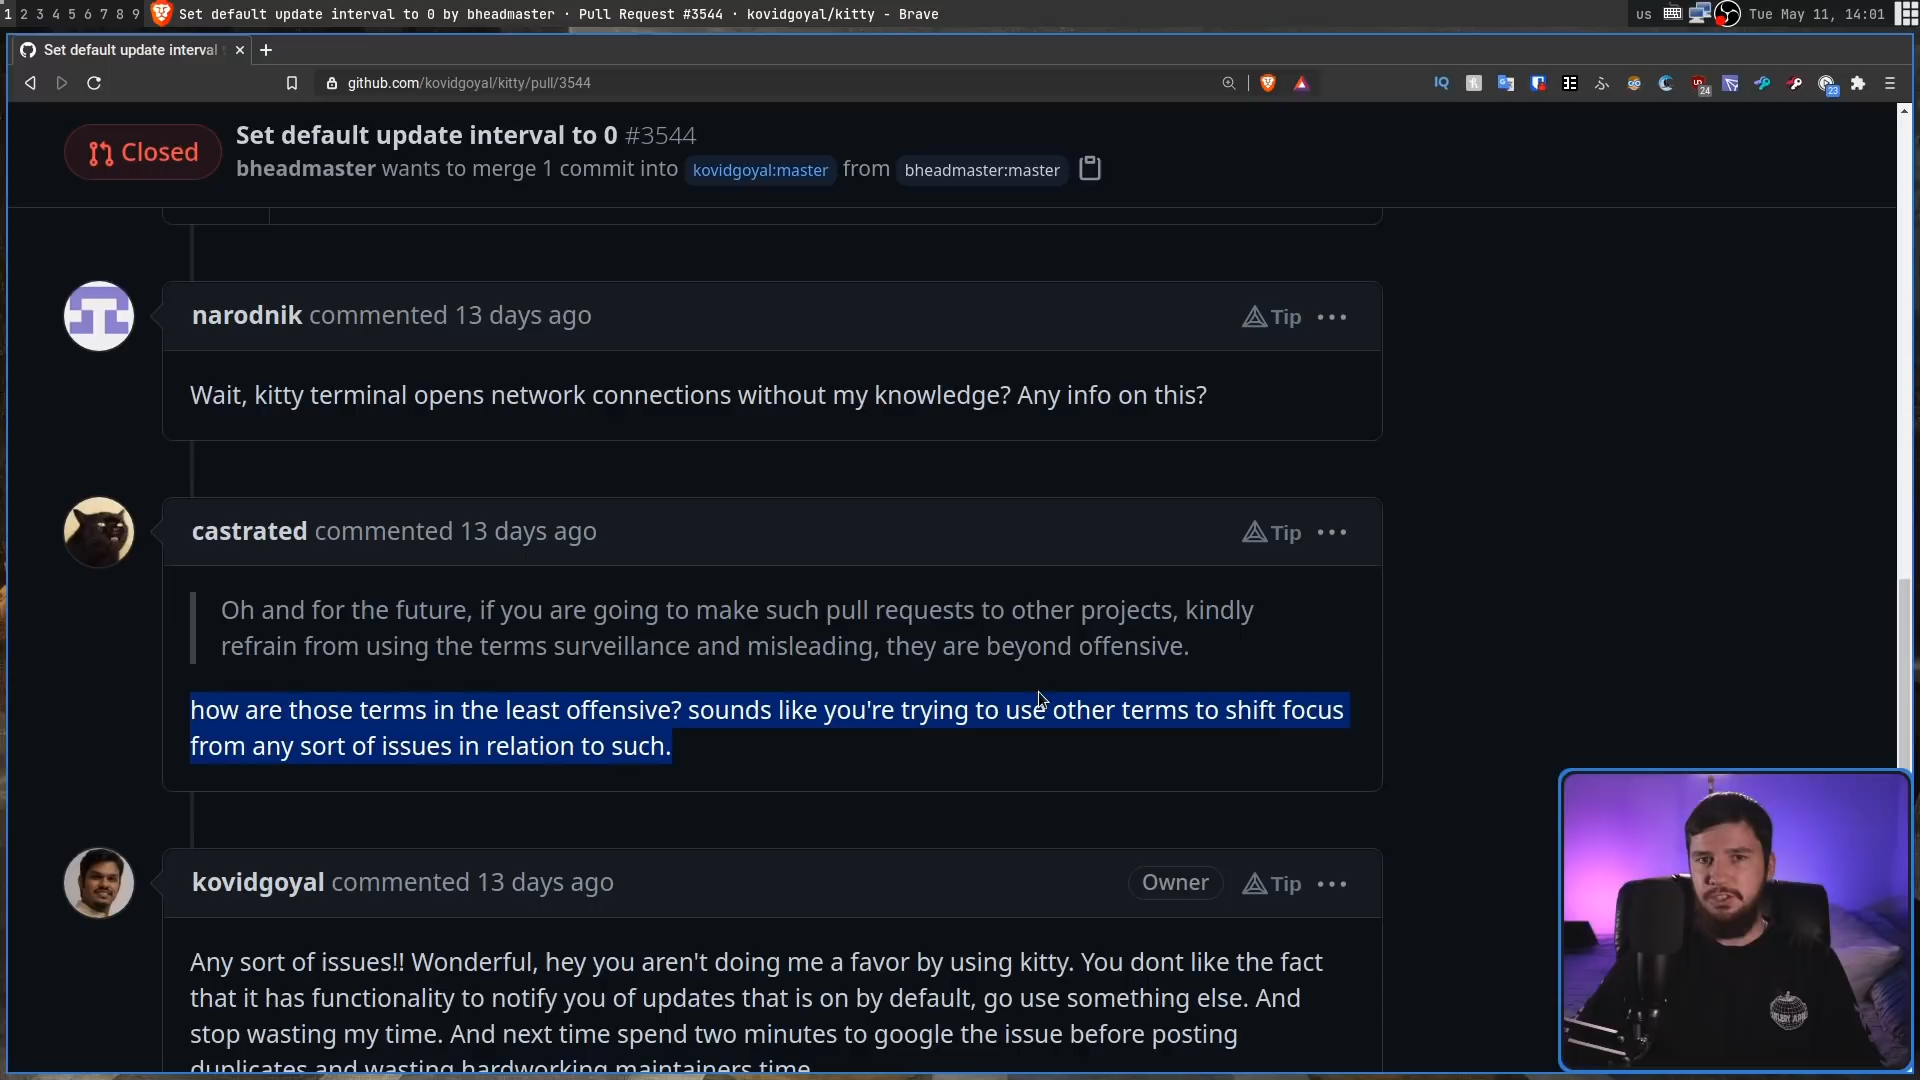 1 2 3 4 5 6 7 8 9 Set default update interval to 0 by bheadmaster · Pull Request #3544 · kovidgoyal/kitty - Brave us Tue May 11, 14:01
Set default update interval
github.com/kovidgoyal/kitty/pull/3544 IQ 24 23
Closed
Set default update interval to 0 #3544
bheadmaster wants to merge 1 commit into kovidgoyal:master from bheadmaster:master
narodnik commented 13 days ago Tip
Wait, kitty terminal opens network connections without my knowledge? Any info on this?
castrated commented 13 days ago Tip
Oh and for the future, if you are going to make such pull requests to other projects, kindly
refrain from using the terms surveillance and misleading, they are beyond offensive.
how are those terms in the least offensive? sounds like you're trying to use other terms to shift focus
from any sort of issues in relation to such.
kovidgoyal commented 13 days ago Owner Tip
Any sort of issues!! Wonderful, hey you aren't doing me a favor by using kitty. You dont like the fact
that it has functionality to notify you of updates that is on by default, go use something else. And
stop wasting my time. And next time spend two minutes to google the issue before posting
duplicates and wasting hardworking maintainers time.